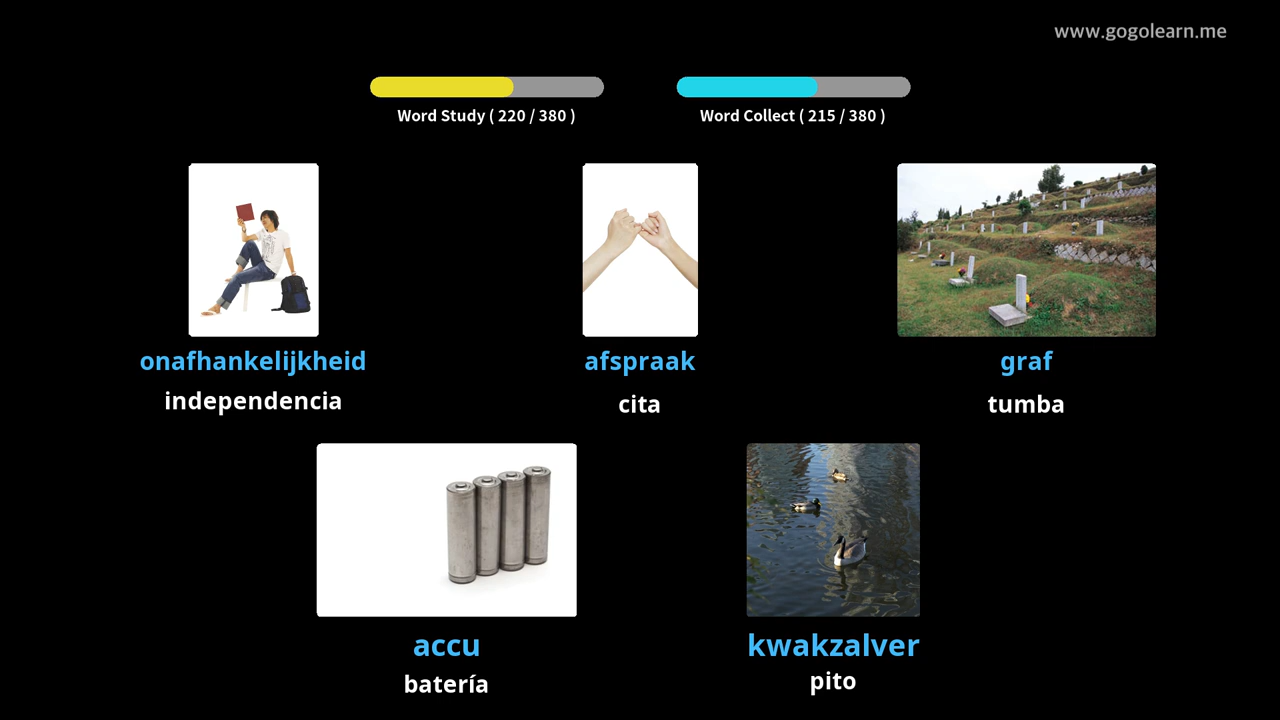 www.gogolearn.me
Word Study ( 220 / 380 )
Word Collect ( 215 / 380 )
onafhankelijkheid
independencia
afspraak
cita
graf
tumba
accu
batería
kwakzalver
pito